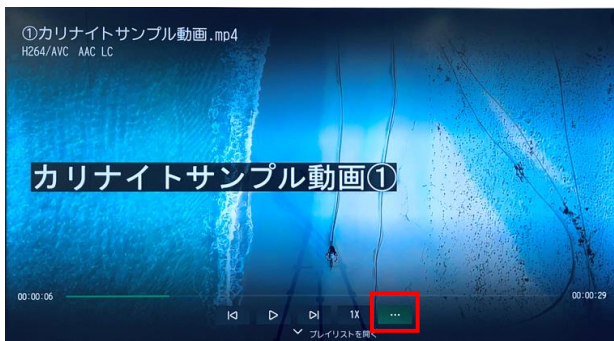 ①カリナイトサンプル動画.mp4
H264/AVC AAC LC
カリナイトサンプル動画①
00:00:06
00:00:29
1X
…
プレイリストを開く